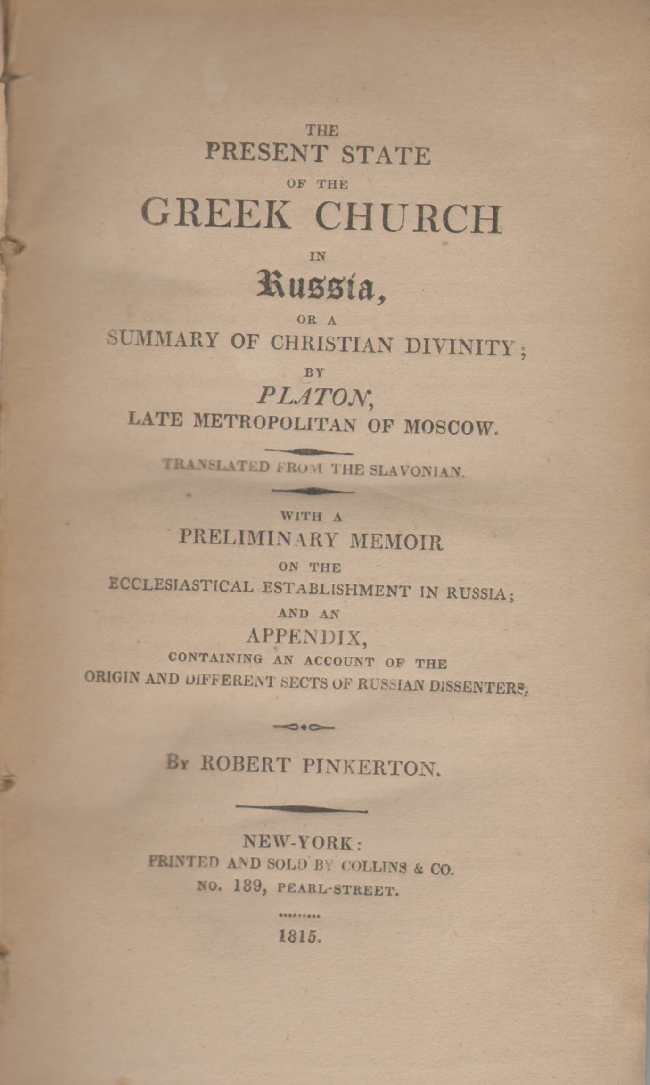 THE
PRESENT STATE
OF THE
GREEK CHURCH
IN
Russia,
OR A
SUMMARY OF CHRISTIAN DIVINITY;
BY
PLATON,
LATE METROPOLITAN OF MOSCOW.
TRANSLATED FROM THE SLAVONIAN.
WITH A
PRELIMINARY MEMOIR
ON THE
ECCLESIASTICAL ESTABLISHMENT IN RUSSIA;
AND AN
APPENDIX,
CONTAINING AN ACCOUNT OF THE
ORIGIN AND DIFFERENT SECTS OF RUSSIAN DISSENTERS.
BY ROBERT PINKERTON.
NEW-YORK:
PRINTED AND SOLD BY COLLINS & CO.
NO. 189, PEARL-STREET.
1815.